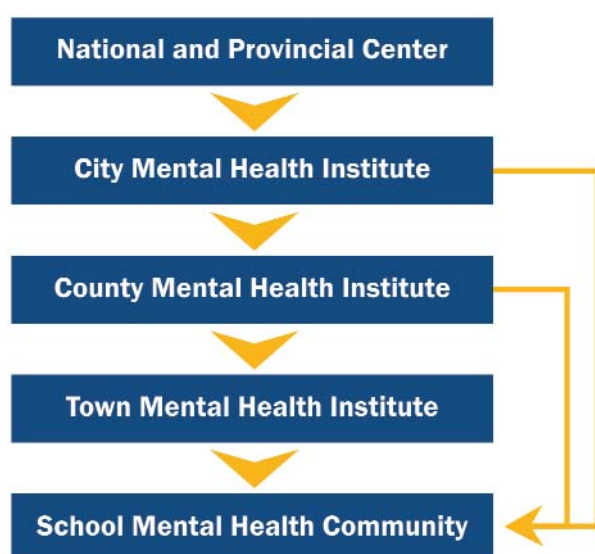 National and Provincial Center
City Mental Health Institute
County Mental Health Institute
Town Mental Health Institute
School Mental Health Community